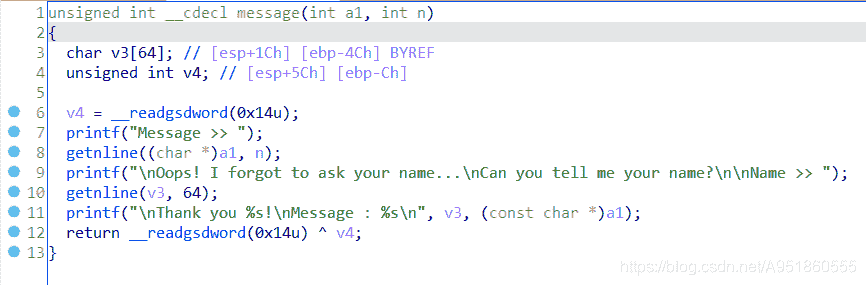 1 unsigned int __cdecl message(int a1, int n)
2 {
3 char v3[64]; // [esp+1Ch] [ebp-4Ch] BYREF
4 unsigned int v4; // [esp+5Ch] [ebp-Ch]
5
6 v4 = __readgsdword(0x14u);
7 printf("Message >> ");
8 getnline((char *)a1, n);
9 printf("\nOops! I forgot to ask your name...\nCan you tell me your name?\n\nName >> ");
10 getnline(v3, 64);
11 printf("\nThank you %s!\nMessage : %s\n", v3, (const char *)a1);
12 return __readgsdword(0x14u) ^ v4;
13 }
https://blog.csdn.net/A951860555